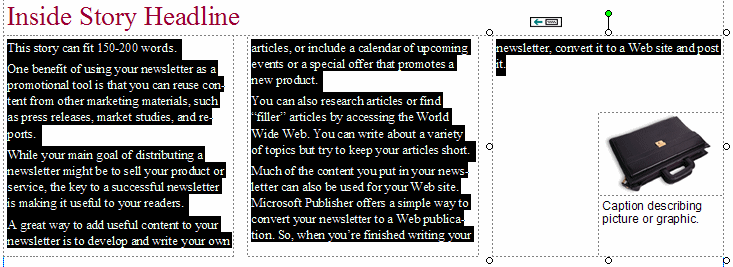 Inside Story Headline
This story can fit 150-200 words.
One benefit of using your newsletter as a
promotional tool is that you can reuse con-
tent from other marketing materials, such
as press releases, market studies, and re-
ports.
While your main goal of distributing a
newsletter might be to sell your product or
service, the key to a successful newsletter
is making it useful to your readers.
A great way to add useful content to your
newsletter is to develop and write your own
articles, or include a calendar of upcoming
events or a special offer that promotes a
new product.
You can also research articles or find
“filler” articles by accessing the World
Wide Web. You can write about a variety
of topics but try to keep your articles short.
Much of the content you put in your news-
letter can also be used for your Web site.
Microsoft Publisher offers a simple way to
convert your newsletter to a Web publica-
tion. So, when you’re finished writing your
newsletter, convert it to a Web site and post
it.
Caption describing
picture or graphic.